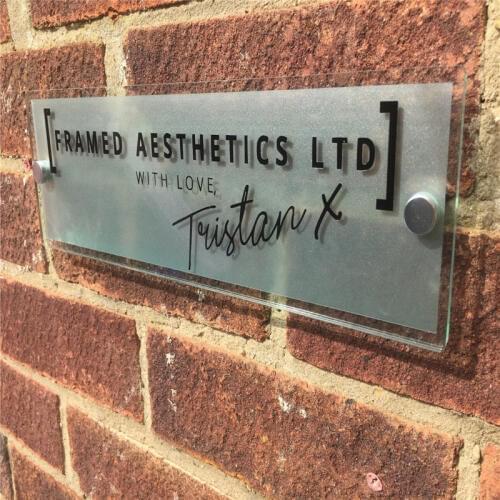 [FRAMED AESTHETICS LTD]
WITH LOVE,
Tristan X